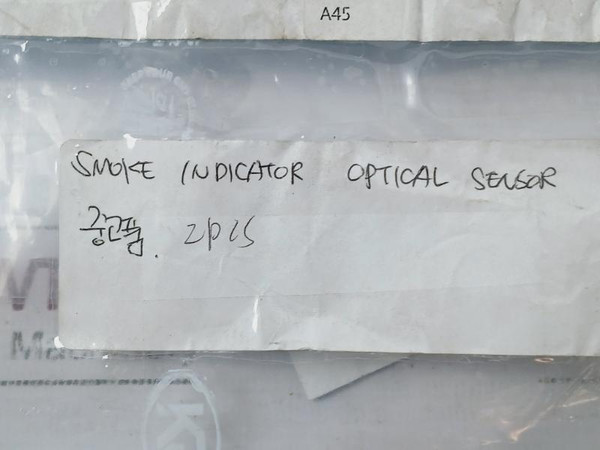 A45
SMOKE INDICATOR OPTICAL SENSOR
중고품. 2PCS